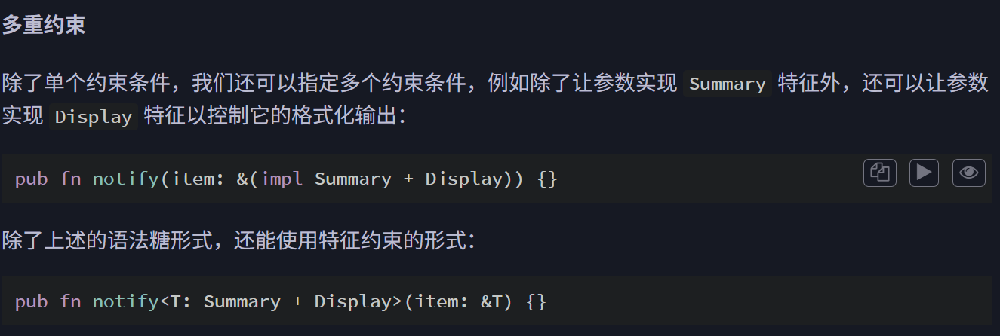 多重约束
除了单个约束条件，我们还可以指定多个约束条件，例如除了让参数实现 Summary 特征外，还可以让参数
实现 Display 特征以控制它的格式化输出：
pub fn notify(item: &(impl Summary + Display)) {}
除了上述的语法糖形式，还能使用特征约束的形式：
pub fn notify<T: Summary + Display>(item: &T) {}